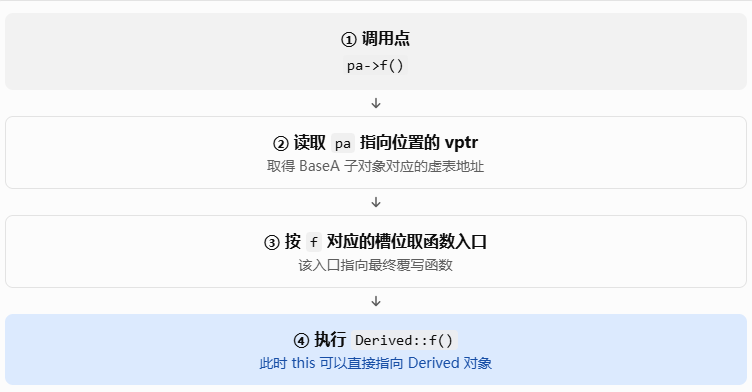 ① 调用点
pa->f()
↓
② 读取 pa 指向位置的 vptr
取得 BaseA 子对象对应的虚表地址
↓
③ 按 f 对应的槽位取函数入口
该入口指向最终覆写函数
↓
④ 执行 Derived::f()
此时 this 可以直接指向 Derived 对象